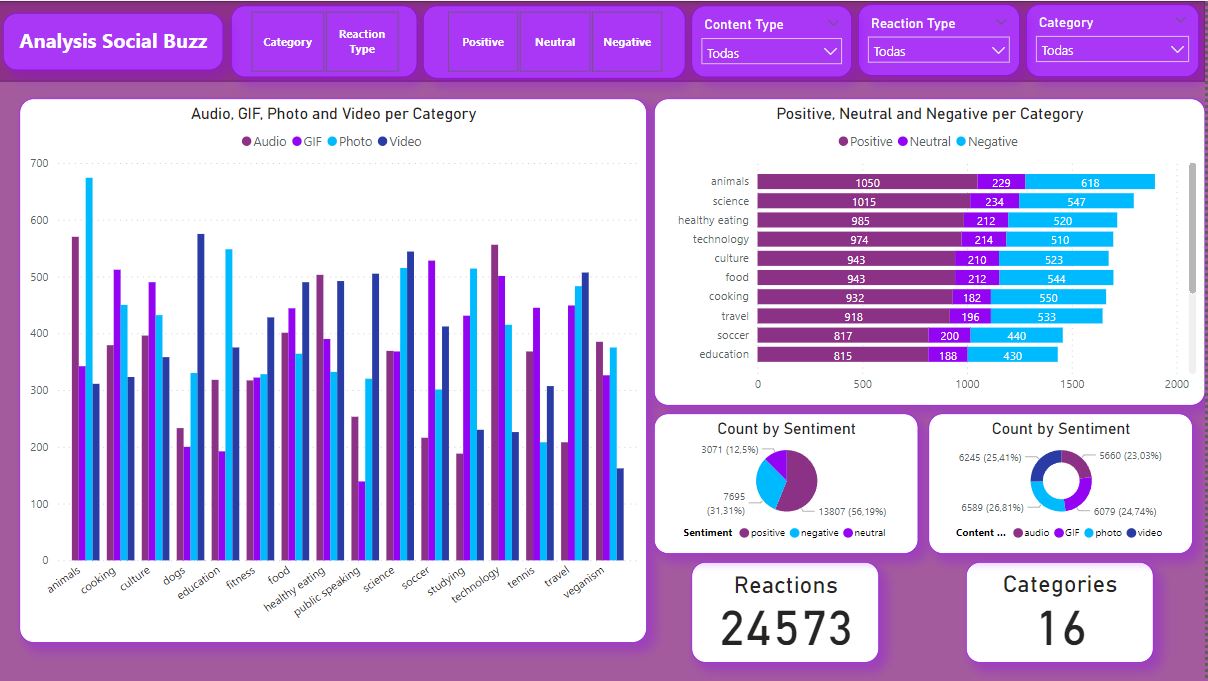 Analysis Social Buzz
Category
Reaction
Type
Positive
Neutral
Negative
Content Type
Todas
Reaction Type
Todas
Category
Todas
Audio, GIF, Photo and Video per Category
Audio GIF Photo Video
700
600
500
400
300
200
100
0
animals
cooking
culture
dogs
education
fitness
food
healthy eating
public speaking
science
soccer
studying
technology
tennis
travel
veganism
Positive, Neutral and Negative per Category
Positive Neutral Negative
animals 1050 229 618
science 1015 234 547
healthy eating 985 212 520
technology 974 214 510
culture 943 210 523
food 943 212 544
cooking 932 182 550
travel 918 196 533
soccer 817 200 440
education 815 188 430
0 500 1000 1500 2000
Count by Sentiment
3071 (12,5%)
7695
(31,31%)
13807 (56,19%)
Sentiment positive negative neutral
Count by Sentiment
6245 (25,41%)
5660 (23,03%)
6589 (26,81%)
6079 (24,74%)
Content ... audio GIF photo video
Reactions
24573
Categories
16